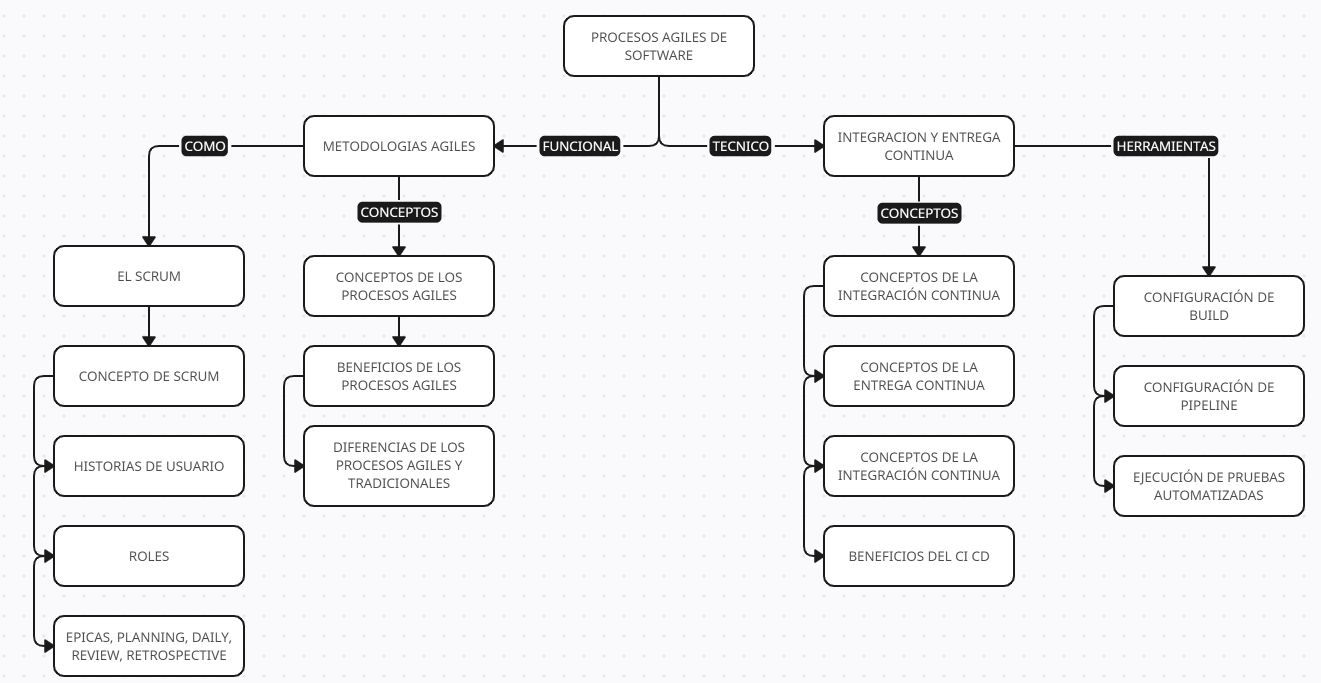 PROCESOS AGILES DE
SOFTWARE
COMO
METODOLOGIAS AGILES
FUNCIONAL
TECNICO
INTEGRACION Y ENTREGA
CONTINUA
HERRAMIENTAS
CONCEPTOS
CONCEPTOS
EL SCRUM
CONCEPTO DE SCRUM
HISTORIAS DE USUARIO
ROLES
EPICAS, PLANNING, DAILY,
REVIEW, RETROSPECTIVE
CONCEPTOS DE LOS
PROCESOS AGILES
BENEFICIOS DE LOS
PROCESOS AGILES
DIFERENCIAS DE LOS
PROCESOS AGILES Y
TRADICIONALES
CONCEPTOS DE LA
INTEGRACIÓN CONTINUA
CONCEPTOS DE LA
ENTREGA CONTINUA
CONCEPTOS DE LA
INTEGRACIÓN CONTINUA
BENEFICIOS DEL CI CD
CONFIGURACIÓN DE
BUILD
CONFIGURACIÓN DE
PIPELINE
EJECUCIÓN DE PRUEBAS
AUTOMATIZADAS